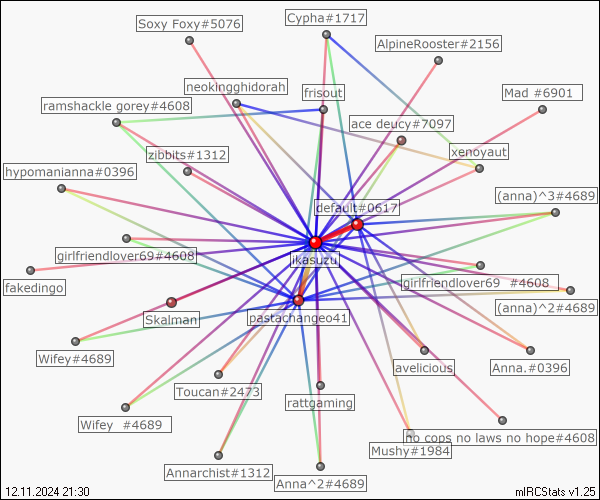 Soxy Foxy#5076
Cypha#1717
AlpineRooster#2156
neokingghidorah
frisout
Mad #6901
ramshackle gorey#4608
ace deucy#7097
zibbits#1312
xenoyaut
hypomanianna#0396
(anna)^3#4689
default#0617
girlfriendlover69#4608
ikasuzu
fakedingo
girlfriendlover69 #4608
(anna)^2#4689
Skalman
pastachangeo41
Wifey#4689
avelicious
Anna.#0396
Toucan#2473
rattgaming
Wifey #4689
no cops no laws no hope#4608
Mushy#1984
Annarchist#1312
Anna^2#4689
12.11.2024 21:30
mIRCStats v1.25